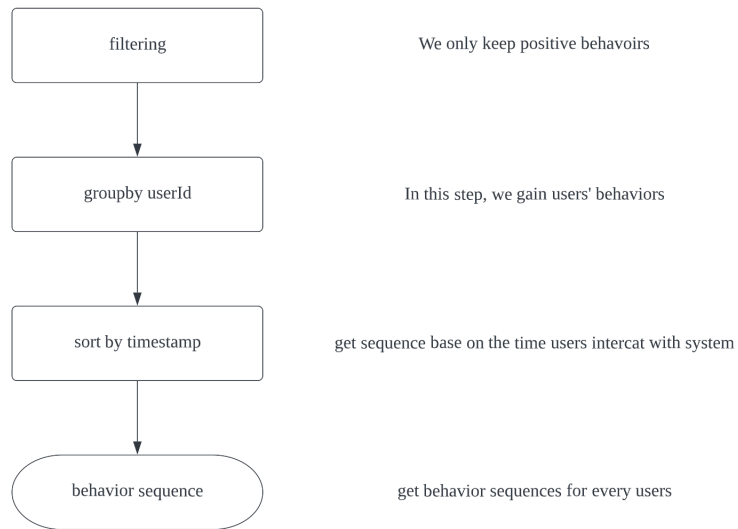 filtering
We only keep positive behavoirs
groupby userId
In this step, we gain users' behaviors
sort by timestamp
get sequence base on the time users intercat with system
behavior sequence
get behavior sequences for every users